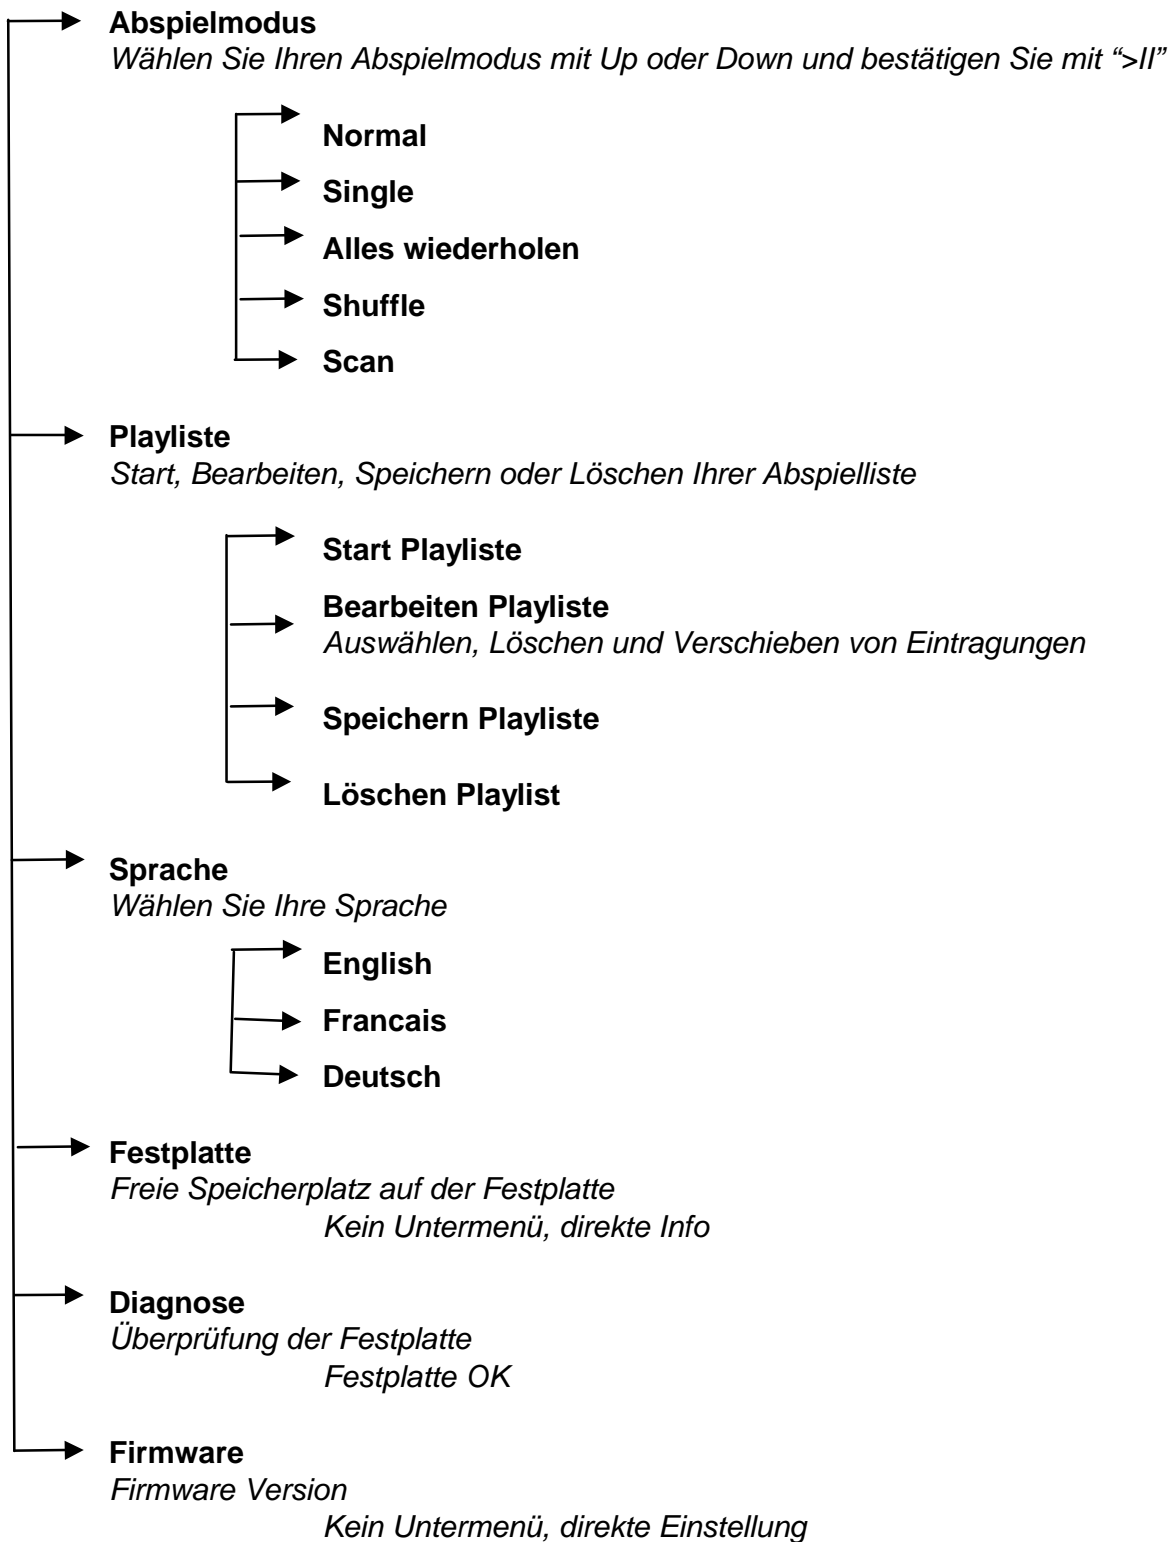 Abspielmodus
Wählen Sie Ihren Abspielmodus mit Up oder Down und bestätigen Sie mit “>II”
Normal
Single
Alles wiederholen
Shuffle
Scan
Playliste
Start, Bearbeiten, Speichern oder Löschen Ihrer Abspielliste
Start Playliste
Bearbeiten Playliste
Auswählen, Löschen und Verschieben von Eintragungen
Speichern Playliste
Löschen Playlist
Sprache
Wählen Sie Ihre Sprache
English
Francais
Deutsch
Festplatte
Freie Speicherplatz auf der Festplatte
Kein Untermenü, direkte Info
Diagnose
Überprüfung der Festplatte
Festplatte OK
Firmware
Firmware Version
Kein Untermenü, direkte Einstellung